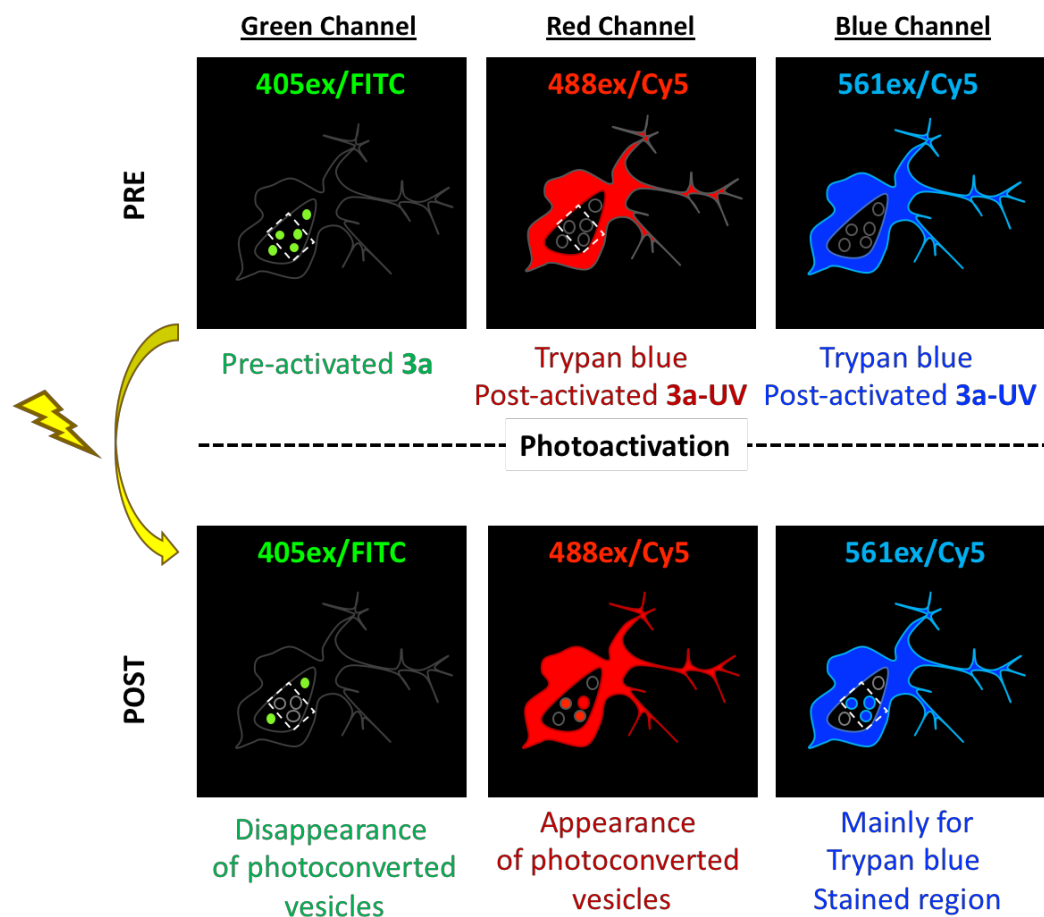 Green Channel
Red Channel
Blue Channel
PRE
405ex/FITC
488ex/Cy5
561ex/Cy5
Pre-activated 3a
Trypan blue
Post-activated 3a-UV
Trypan blue
Post-activated 3a-UV
Photoactivation
POST
405ex/FITC
488ex/Cy5
561ex/Cy5
Disappearance
of photoconverted
vesicles
Appearance
of photoconverted
vesicles
Mainly for
Trypan blue
Stained region